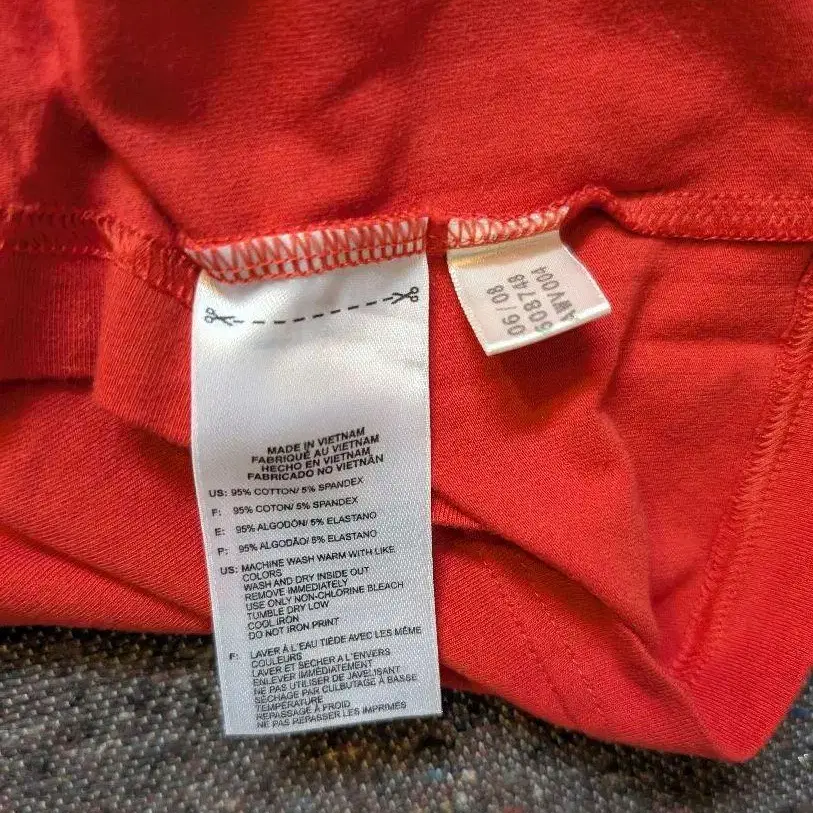 MADE IN VIETNAM
FABRIQUÉ AU VIETNAM
HECHO EN VIETNAM
FABRICADO NO VIETNÂN
US: 95% COTTON/ 5% SPANDEX
F: 95% COTON/ 5% SPANDEX
E: 95% ALGODÓN/ 5% ELASTANO
P: 95% ALGODÃO/ 5% ELASTANO
US: MACHINE WASH WARM WITH LIKE
COLORS
WASH AND DRY INSIDE OUT
REMOVE IMMEDIATELY
USE ONLY NON-CHLORINE BLEACH
TUMBLE DRY LOW
COOL IRON
DO NOT IRON PRINT
F: LAVER À L'EAU TIÈDE AVEC LES MÊME
COULEURS
LAVER ET SECHER A L'ENVERS
ENLEVER IMMÉDIATEMENT
NE PAS UTILISER DE JAVELISANT
SÉCHAGE PAR CULBUTAGE À BASSE
TEMPERATURE
REPASSAGE À FROID
NE PAS REPASSER LES IMPRIMÉS
06/08
608748
AWV004